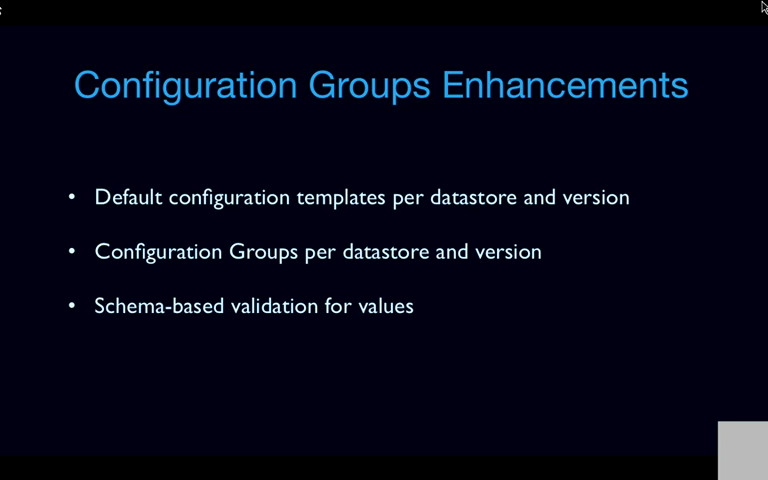 Configuration Groups Enhancements
• Default configuration templates per datastore and version
• Configuration Groups per datastore and version
• Schema-based validation for values